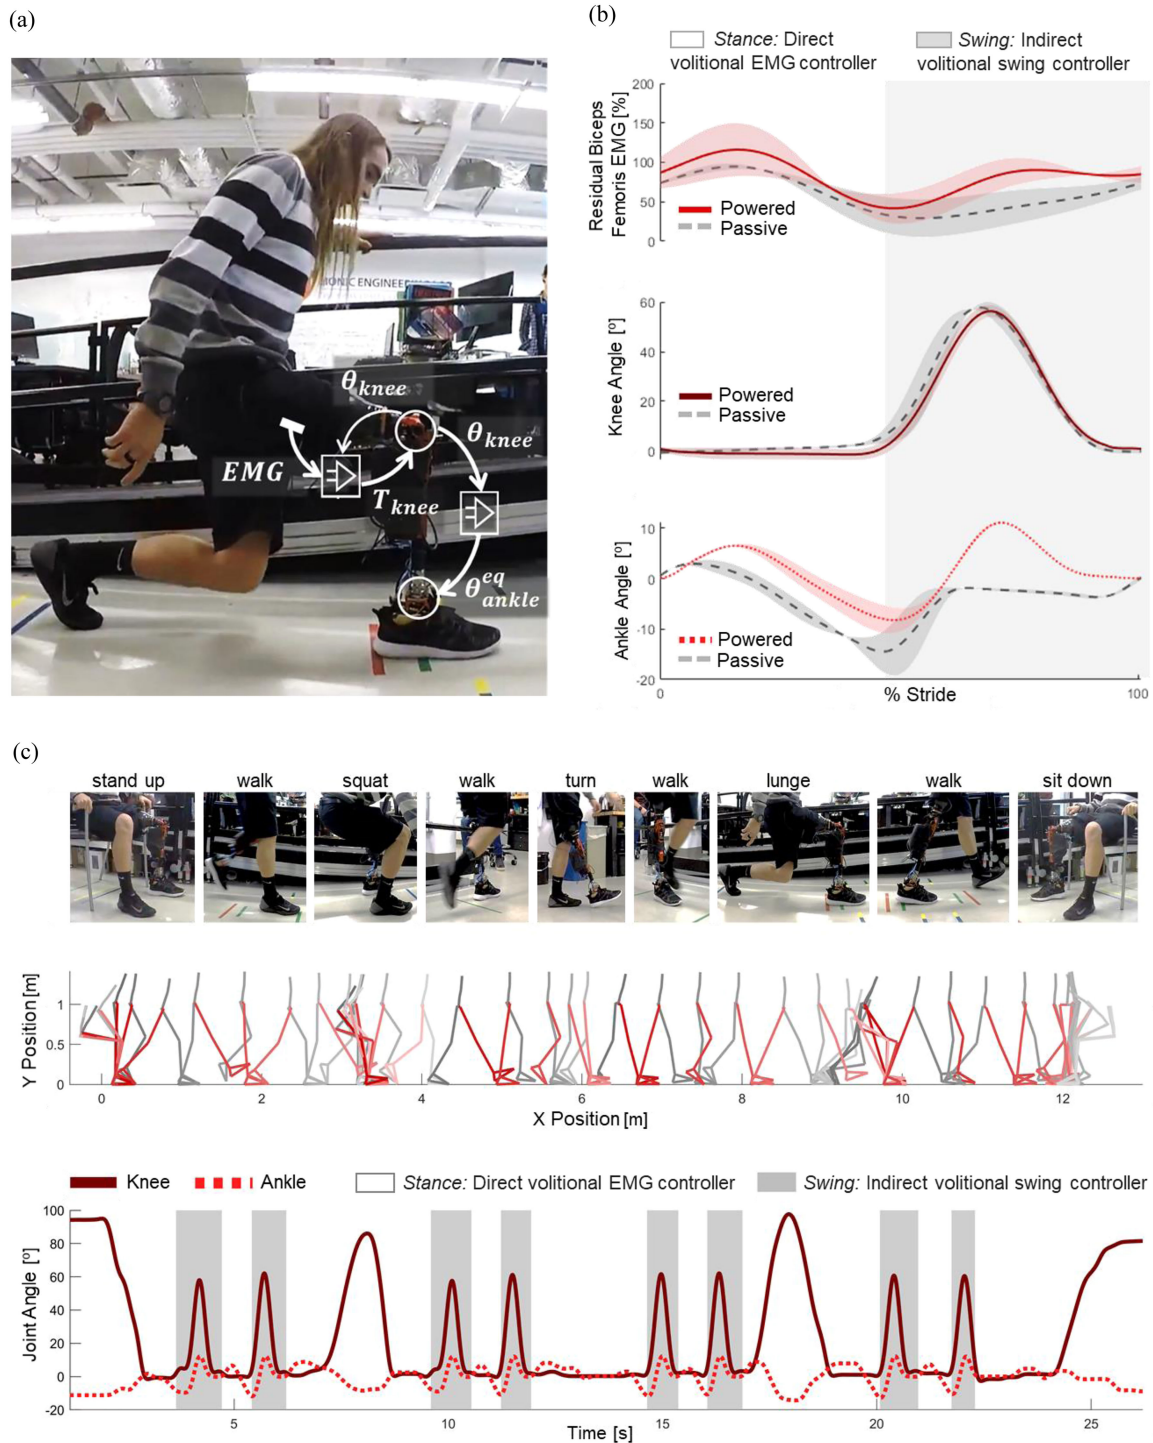 (a)
MONIC ENGINEE
θknee
θknee
EMG
Tknee
θankle^eq
(b)
Stance: Direct
volitional EMG controller
Swing: Indirect
volitional swing controller
Residual Biceps
Femoris EMG [%]
200
150
100
50
0
Powered
Passive
Knee Angle [º]
60
40
20
0
Powered
Passive
Ankle Angle [º]
10
0
-10
-20
Powered
Passive
0
% Stride
100
(c)
stand up
walk
squat
walk
turn
walk
lunge
walk
sit down
Y Position [m]
1
0.5
0
0
2
4
6
8
10
12
X Position [m]
Knee
Ankle
Stance: Direct volitional EMG controller
Swing: Indirect volitional swing controller
Joint Angle [º]
100
80
60
40
20
0
-20
5
10
15
20
25
Time [s]